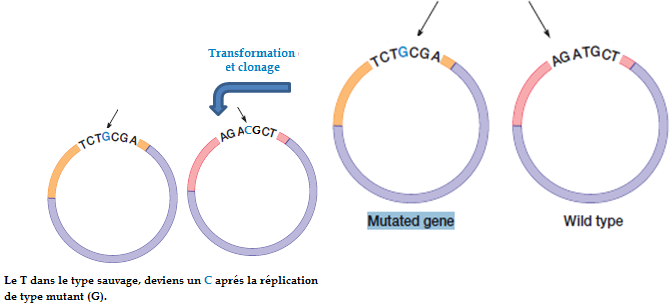 Transformation
et clonage
TCTGCGA
AGACGCT
TCTGCGA
AGATGCT
Mutated gene
Wild type
Le T dans le type sauvage, deviens un C aprés la réplication
de type mutant (G).